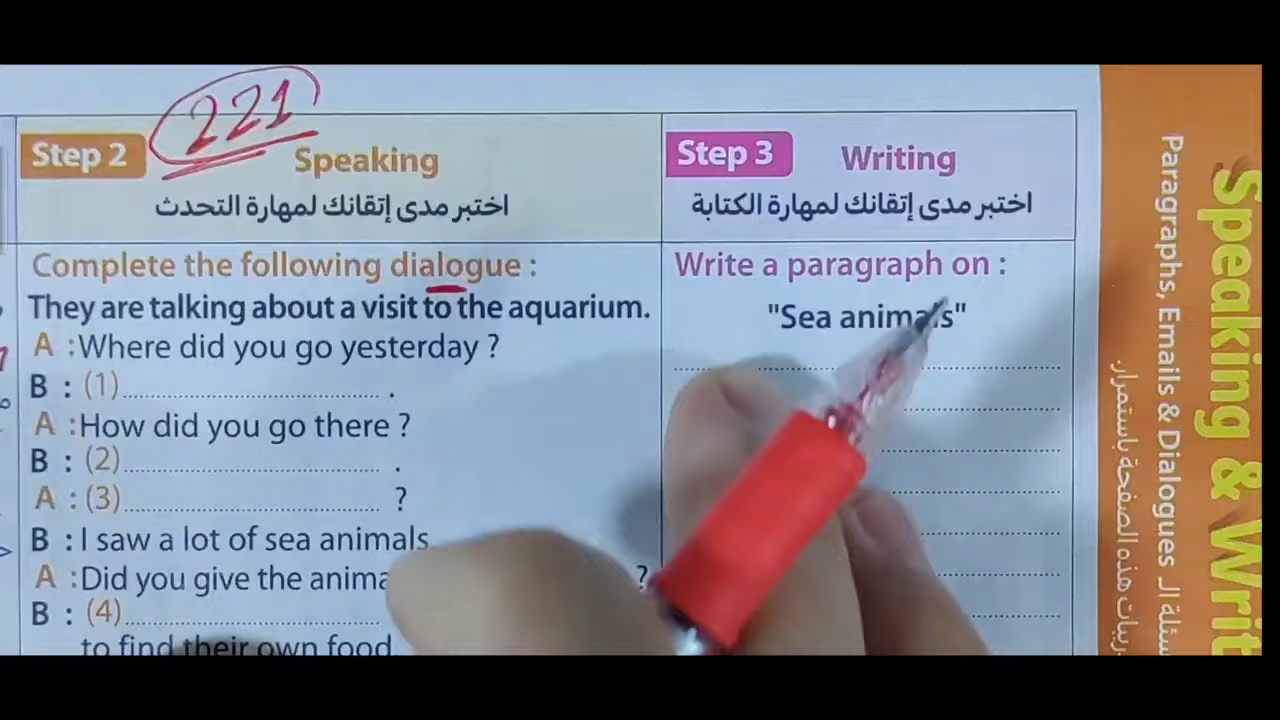 221
Step 2 Speaking
اختبر مدى إتقانك لمهارة التحدث
Complete the following dialogue :
They are talking about a visit to the aquarium.
A : Where did you go yesterday ?
B : (1) .
A : How did you go there ?
B : (2) .
A : (3) ?
B : I saw a lot of sea animals
A : Did you give the anima ?
B : (4)
to find their own food
Step 3 Writing
اختبر مدى إتقانك لمهارة الكتابة
Write a paragraph on :
"Sea animals"
Speaking & Writ
Paragraphs, Emails & Dialogues
هذه الصفحة باستمرار.